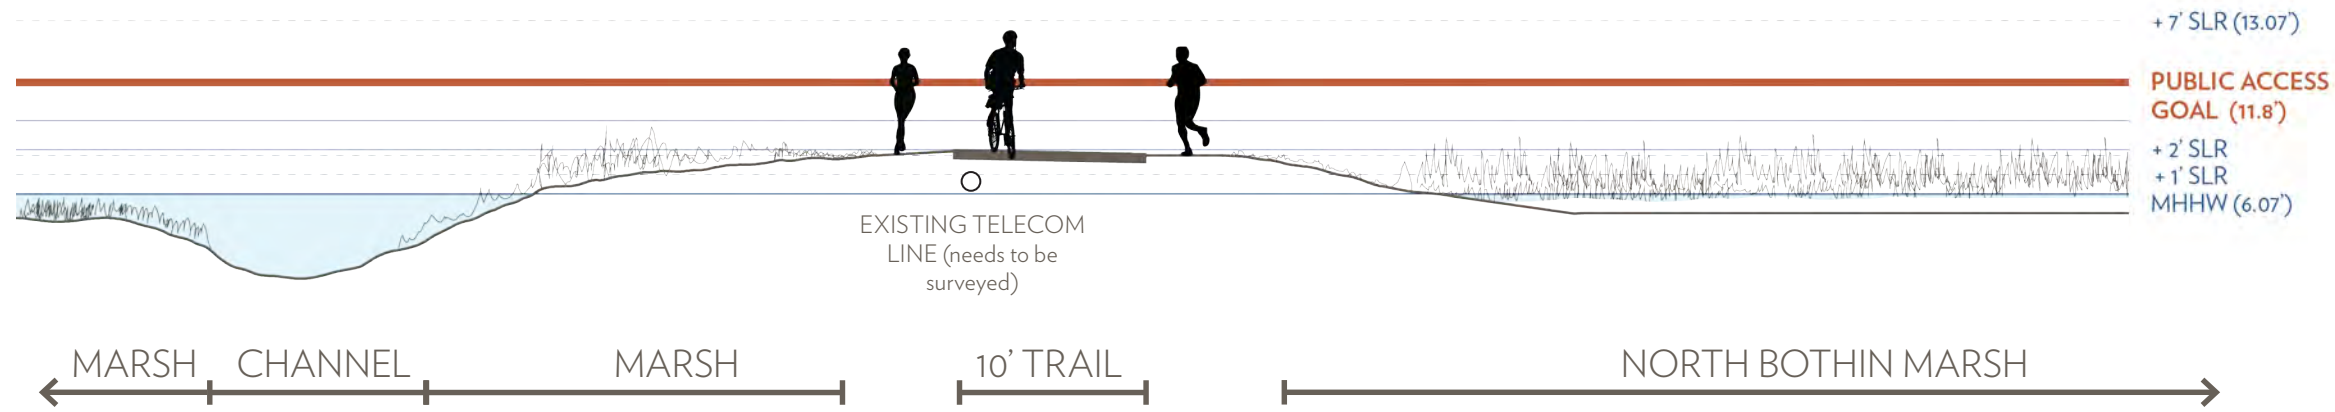 + 7' SLR (13.07')
PUBLIC ACCESS
GOAL (11.8')
+ 2' SLR
+ 1' SLR
MHHW (6.07')
EXISTING TELECOM
LINE (needs to be
surveyed)
MARSH
CHANNEL
MARSH
10' TRAIL
NORTH BOTHIN MARSH